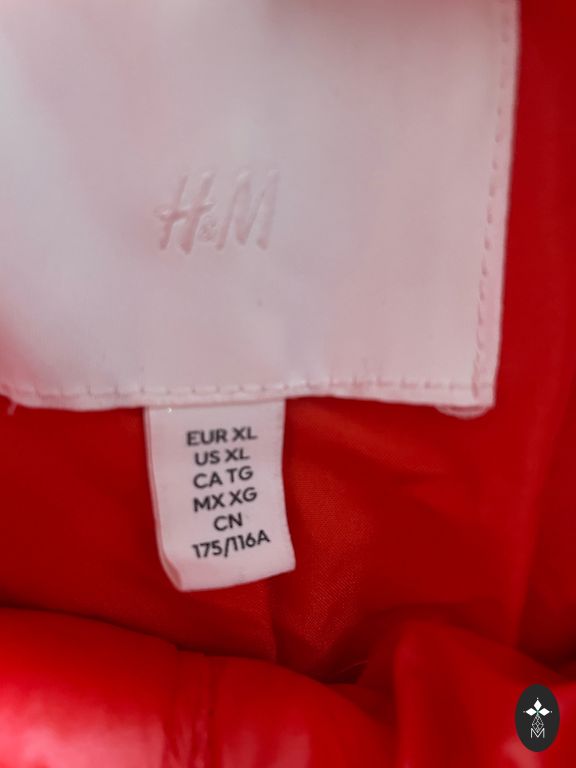 H&M
EUR XL
US XL
CA TG
MX XG
CN
175/116A
M